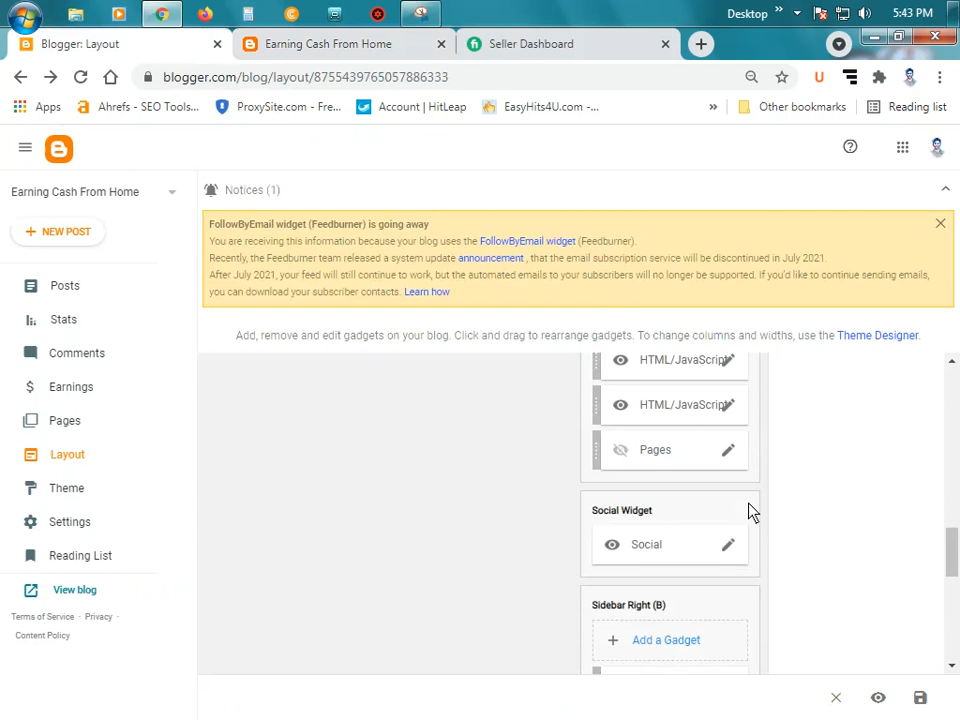 Desktop
»
5:43 PM
Blogger: Layout
Earning Cash From Home
Seller Dashboard
blogger.com/blog/layout/8755439765057886333
U
Apps
Ahrefs - SEO Tools...
ProxySite.com - Fre...
Account | HitLeap
EasyHits4U.com -...
»
Other bookmarks
Reading list
Earning Cash From Home
Notices (1)
NEW POST
FollowByEmail widget (Feedburner) is going away
You are receiving this information because your blog uses the FollowByEmail widget (Feedburner).
Recently, the Feedburner team released a system update announcement , that the email subscription service will be discontinued in July 2021.
After July 2021, your feed will still continue to work, but the automated emails to your subscribers will no longer be supported. If you'd like to continue sending emails,
you can download your subscriber contacts. Learn how
Add, remove and edit gadgets on your blog. Click and drag to rearrange gadgets. To change columns and widths, use the Theme Designer.
Posts
Stats
Comments
Earnings
Pages
Layout
Theme
Settings
Reading List
View blog
Terms of Service · Privacy ·
Content Policy
HTML/JavaScript
HTML/JavaScript
Pages
Social Widget
Social
Sidebar Right (B)
Add a Gadget